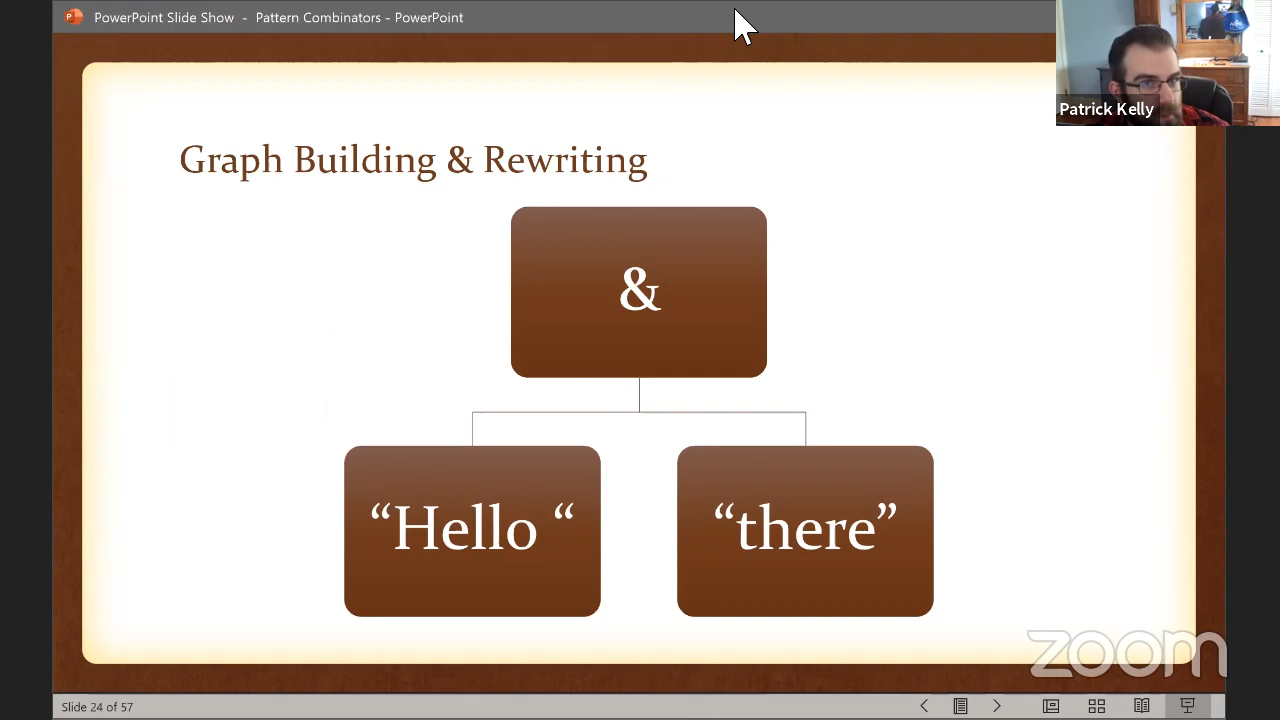 PowerPoint Slide Show - Pattern Combinators - PowerPoint
Patrick Kelly
Graph Building & Rewriting
&
“Hello “
“there”
zoom
Slide 24 of 57